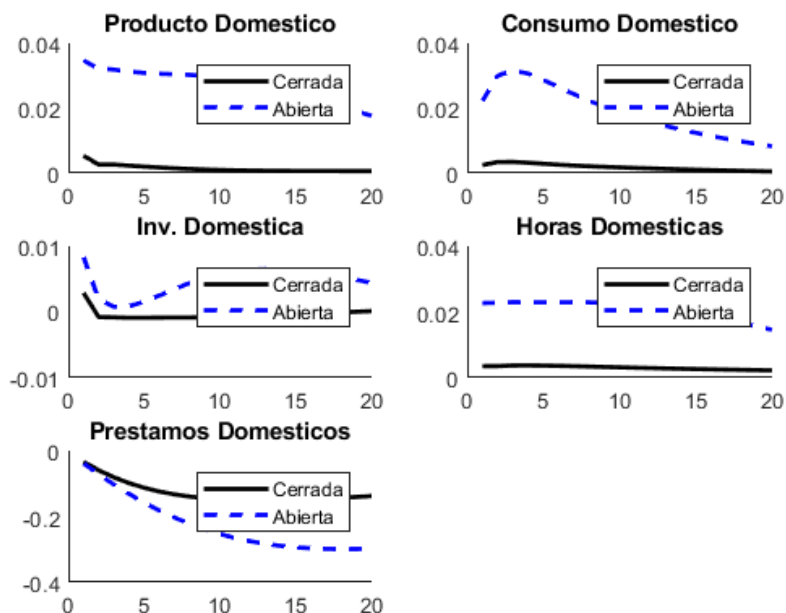 Producto Domestico
0.04
0.02
0
0 5 10 15 20
Cerrada
Abierta
Consumo Domestico
0.04
0.02
0
0 5 10 15 20
Cerrada
Abierta
Inv. Domestica
0.01
0
-0.01
0 5 10 15 20
Cerrada
Abierta
Horas Domesticas
0.04
0.02
0
0 5 10 15 20
Cerrada
Abierta
Prestamos Domesticos
0
-0.2
-0.4
0 5 10 15 20
Cerrada
Abierta